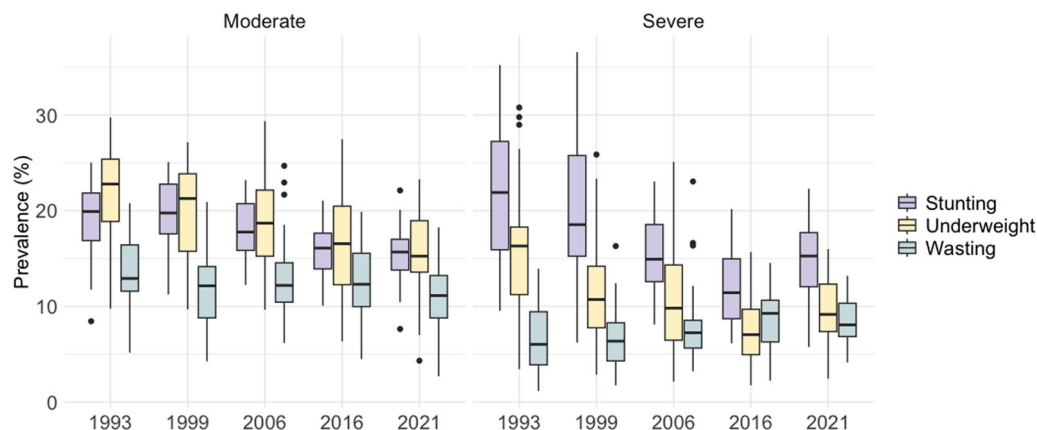 Moderate Severe
Prevalence (%)
30
20
10
0
1993 1999 2006 2016 2021 1993 1999 2006 2016 2021
Stunting
Underweight
Wasting